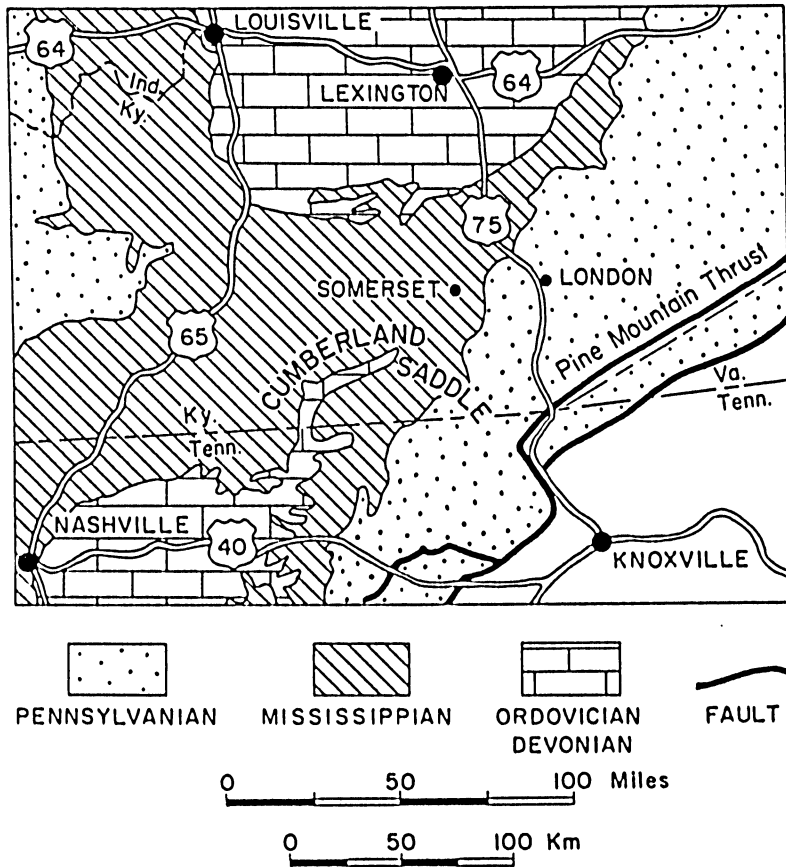 LOUISVILLE
64
Ind.
Ky.
LEXINGTON
64
75
SOMERSET
LONDON
Pine Mountain Thrust
65
CUMBERLAND
SADDLE
Va.
Tenn.
Ky.
Tenn.
NASHVILLE
40
KNOXVILLE
PENNSYLVANIAN
MISSISSIPPIAN
ORDOVICIAN
DEVONIAN
FAULT
0 50 100 Miles
0 50 100 Km